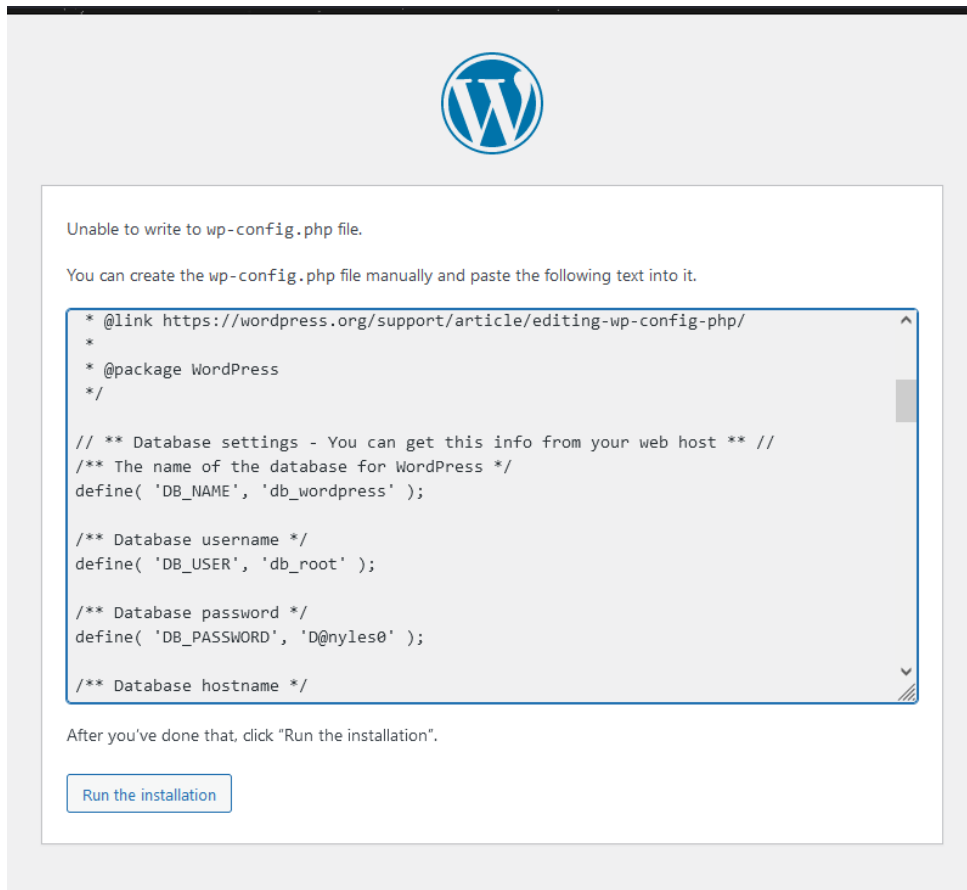 Unable to write to wp-config.php file.
You can create the wp-config.php file manually and paste the following text into it.
 * @link https://wordpress.org/support/article/editing-wp-config-php/
 *
 * @package WordPress
 */
// ** Database settings - You can get this info from your web host ** //
/** The name of the database for WordPress */
define( 'DB_NAME', 'db_wordpress' );
/** Database username */
define( 'DB_USER', 'db_root' );
/** Database password */
define( 'DB_PASSWORD', 'D@nyles0' );
/** Database hostname */
After you've done that, click “Run the installation”.
Run the installation